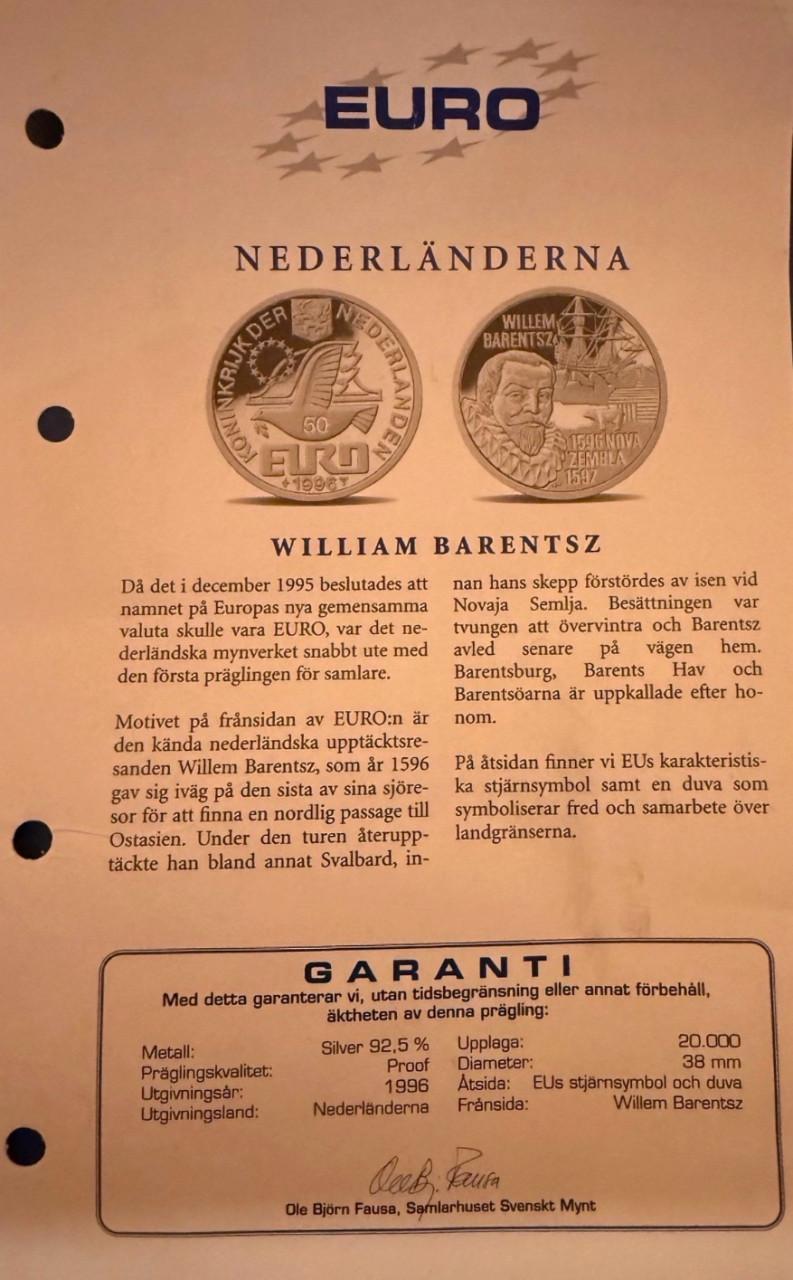 EURO
NEDERLÄNDERNA
KONINKRIJK DER NEDERLANDEN
50
EURO
1996
WILLEM
BARENTSZ
1596 NOVA
ZEMBLA
1597
WILLIAM BARENTSZ
Då det i december 1995 beslutades att
namnet på Europas nya gemensamma
valuta skulle vara EURO, var det ne-
derländska mynverket snabbt ute med
den första präglingen för samlare.
Motivet på frånsidan av EURO:n är
den kända nederländska upptäcktsre-
sanden Willem Barentsz, som år 1596
gav sig iväg på den sista av sina sjöre-
sor för att finna en nordlig passage till
Ostasien. Under den turen återupp-
täckte han bland annat Svalbard, in-
nan hans skepp förstördes av isen vid
Novaja Semlja. Besättningen var
tvungen att övervintra och Barentsz
avled senare på vägen hem.
Barentsburg, Barents Hav och
Barentsöarna är uppkallade efter ho-
nom.
På åtsidan finner vi EUs karakteristis-
ka stjärnsymbol samt en duva som
symboliserar fred och samarbete över
landgränserna.
GARANTI
Med detta garanterar vi, utan tidsbegränsning eller annat förbehåll,
äktheten av denna prägling:
Metall: Silver 92,5 %
Präglingskvalitet: Proof
Utgivningsår: 1996
Utgivningsland: Nederländerna
Upplaga: 20.000
Diameter: 38 mm
Åtsida: EUs stjärnsymbol och duva
Frånsida: Willem Barentsz
Ole Bj. Fausa
Ole Björn Fausa, Samlarhuset Svenskt Mynt